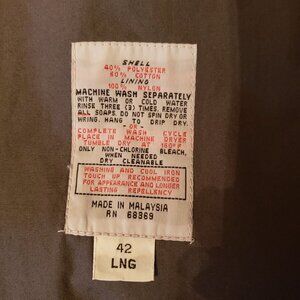 SHELL
40% POLYESTER
60% COTTON
LINING
100% NYLON
MACHINE WASH SEPARATELY
WITH WARM OR COLD WATER
RINSE THREE (3) TIMES. REMOVE
ALL SOAPS. DO NOT SPIN DRY OR
WRING. HANG TO DRIP DRY.
-OR-
COMPLETE WASH CYCLE
PLACE IN MACHINE DRYER
TUMBLE DRY AT 160°F
ONLY NON-CHLORINE BLEACH,
WHEN NEEDED
DRY CLEANABLE
WASHING AND COOL IRON
TOUCH UP RECOMMENDED
FOR APPEARANCE AND LONGER
LASTING REPELLENCY
MADE IN MALAYSIA
RN 68969
42
LNG